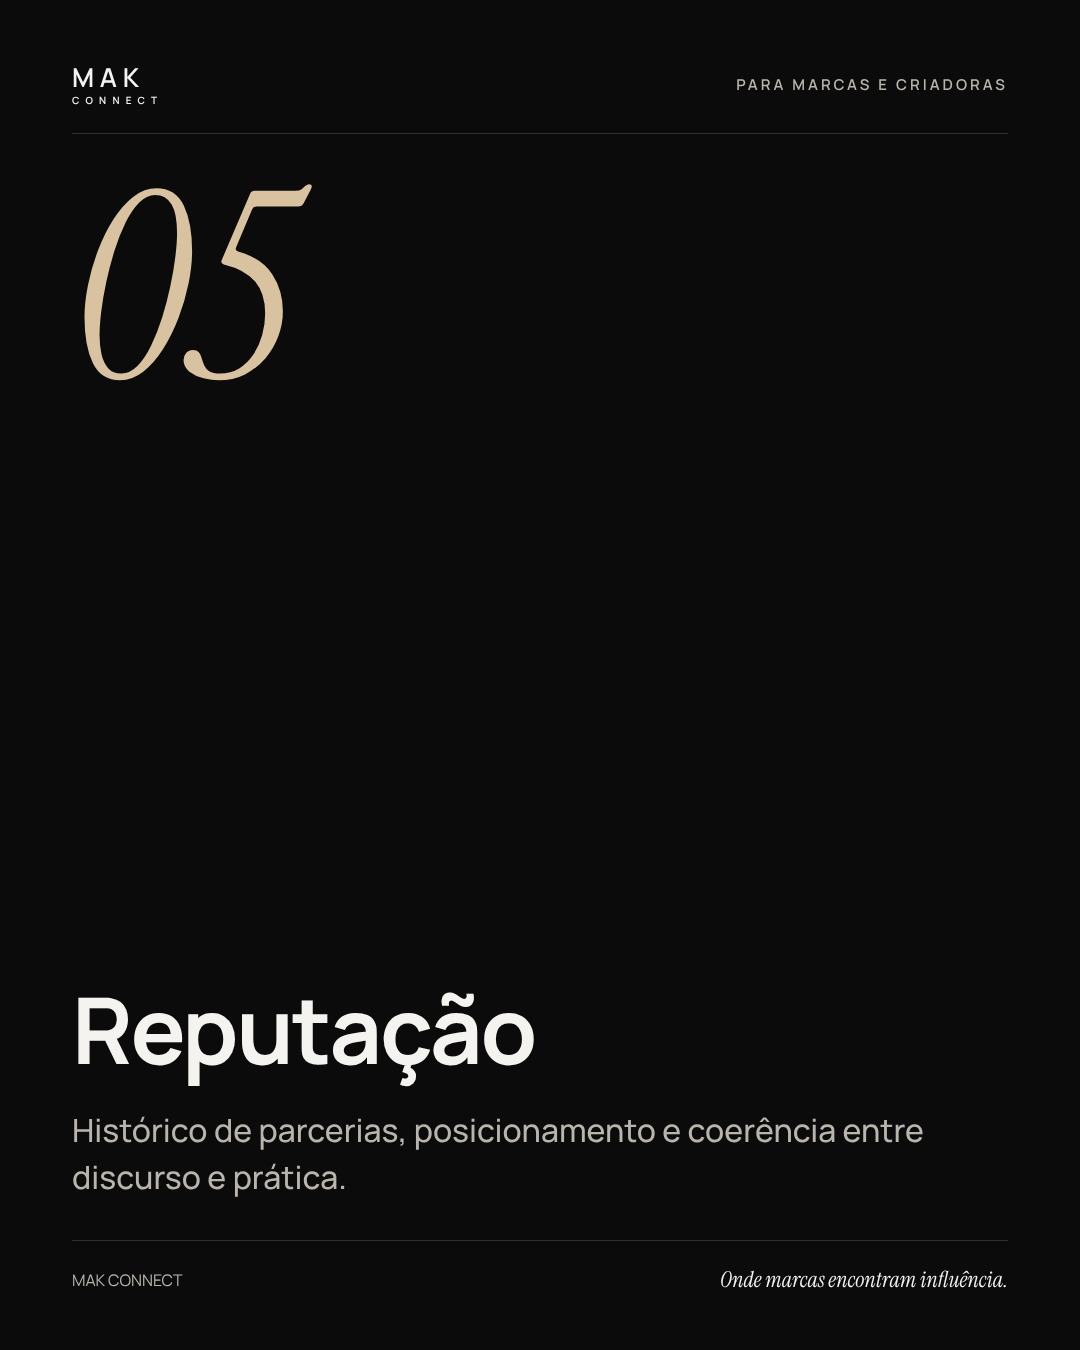 MAK
CONNECT
PARA MARCAS E CRIADORAS
05
Reputação
Histórico de parcerias, posicionamento e coerência entre
discurso e prática.
MAK CONNECT
Onde marcas encontram influência.